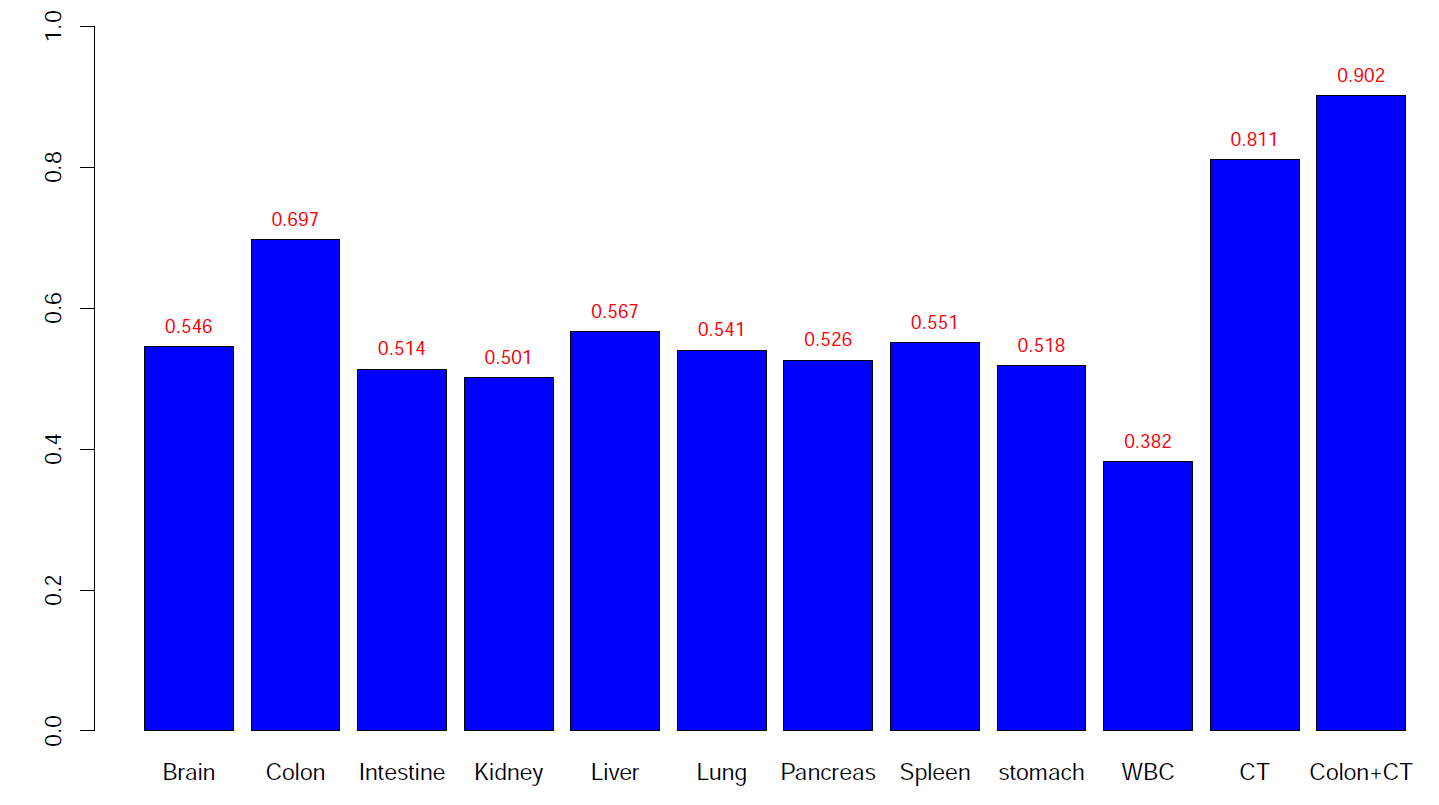 1.0
0.8
0.6
0.4
0.2
0.0
0.546
0.697
0.514
0.501
0.567
0.541
0.526
0.551
0.518
0.382
0.811
0.902
Brain
Colon
Intestine
Kidney
Liver
Lung
Pancreas
Spleen
stomach
WBC
CT
Colon+CT